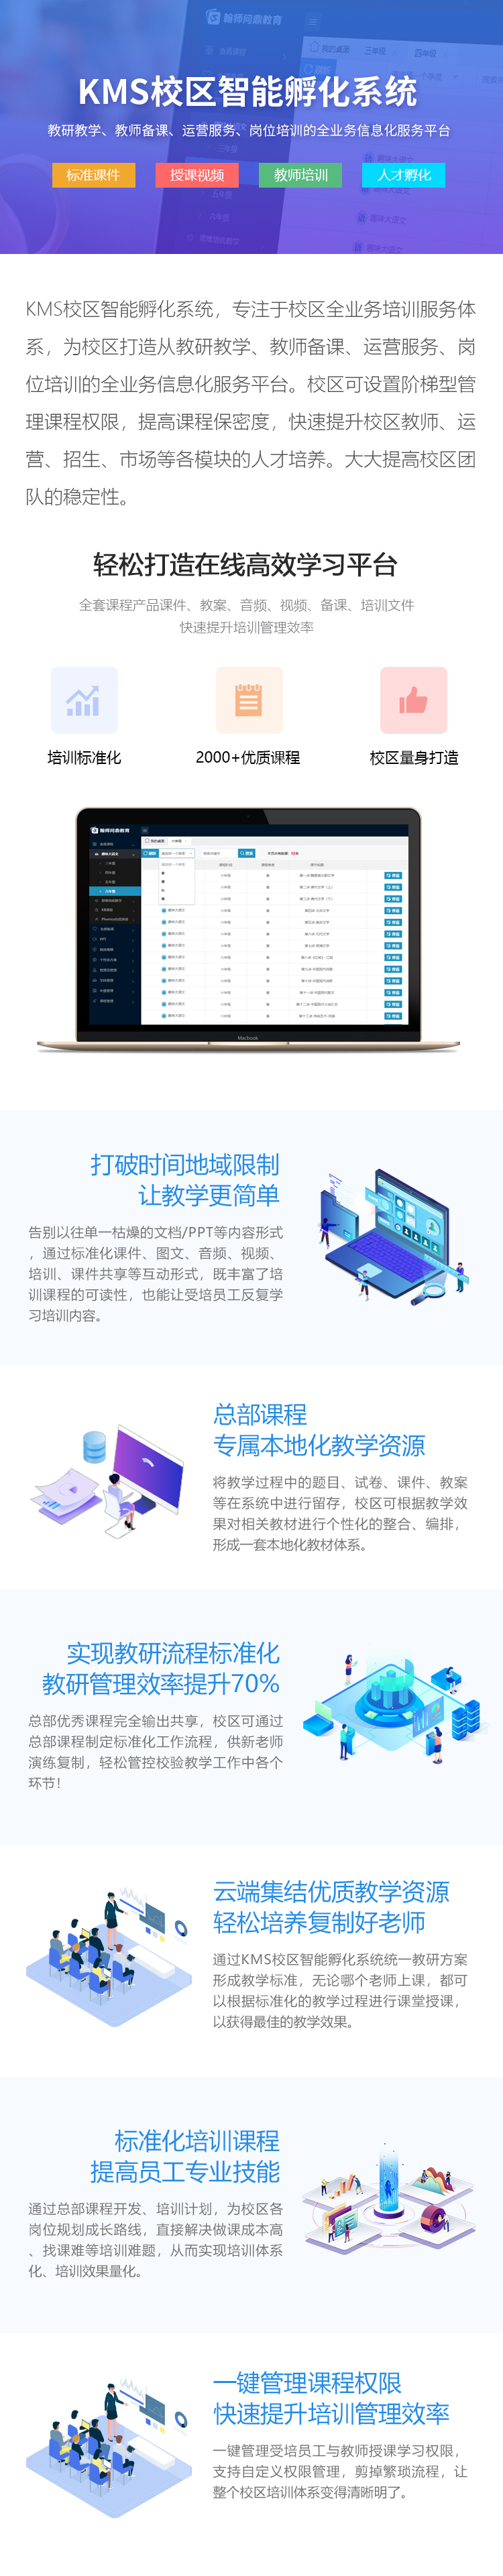 翰师问鼎教育
我的桌面 三年级 四年级
KMS校区智能孵化系统
教研教学、教师备课、运营服务、岗位培训的全业务信息化服务平台
标准课件 授课视频 教师培训 人才孵化
五年级
六年级
KMS校区智能孵化系统，专注于校区全业务培训服务体
系，为校区打造从教研教学、教师备课、运营服务、岗
位培训的全业务信息化服务平台。校区可设置阶梯型管
理课程权限，提高课程保密度，快速提升校区教师、运
营、招生、市场等各模块的人才培养。大大提高校区团
队的稳定性。
轻松打造在线高效学习平台
全套课程产品课件、教案、音频、视频、备课、培训文件
快速提升培训管理效率
培训标准化 2000+优质课程 校区量身打造
翰师问鼎教育
Macbook
打破时间地域限制
让教学更简单
告别以往单一枯燥的文档/PPT等内容形式
，通过标准化课件、图文、音频、视频、
培训、课件共享等互动形式，既丰富了培
训课程的可读性，也能让受培员工反复学
习培训内容。
总部课程
专属本地化教学资源
将教学过程中的题目、试卷、课件、教案
等在系统中进行留存，校区可根据教学效
果对相关教材进行个性化的整合、编排，
形成一套本地化教材体系。
实现教研流程标准化
教研管理效率提升70%
总部优秀课程完全输出共享，校区可通过
总部课程制定标准化工作流程，供新老师
演练复制，轻松管控校验教学工作中各个
环节！
云端集结优质教学资源
轻松培养复制好老师
通过KMS校区智能孵化系统统一教研方案
形成教学标准，无论哪个老师上课，都可
以根据标准化的教学过程进行课堂授课，
以获得最佳的教学效果。
标准化培训课程
提高员工专业技能
通过总部课程开发、培训计划，为校区各
岗位规划成长路线，直接解决做课成本高
、找课难等培训难题，从而实现培训体系
化、培训效果量化。
一键管理课程权限
快速提升培训管理效率
一键管理受培员工与教师授课学习权限，
支持自定义权限管理，剪掉繁琐流程，让
整个校区培训体系变得清晰明了。